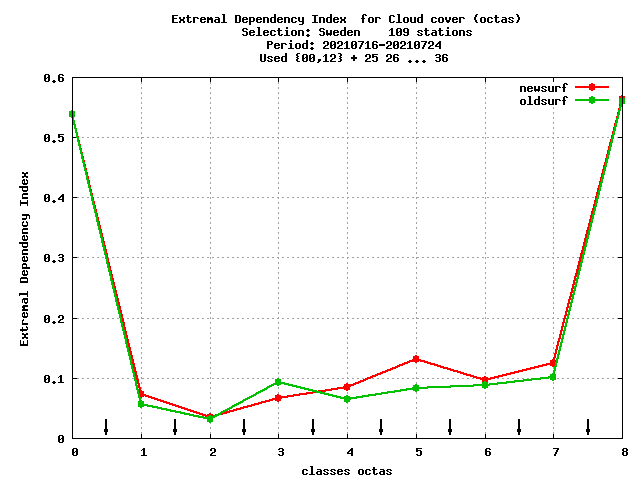 Extremal Dependency Index  for Cloud cover (octas)
Selection: Sweden    109 stations
Period: 20210716-20210724
Used {00,12} + 25 26 ... 36
newsurf
oldsurf
Extremal Dependency Index
0.6
0.5
0.4
0.3
0.2
0.1
0
0 1 2 3 4 5 6 7 8
classes octas